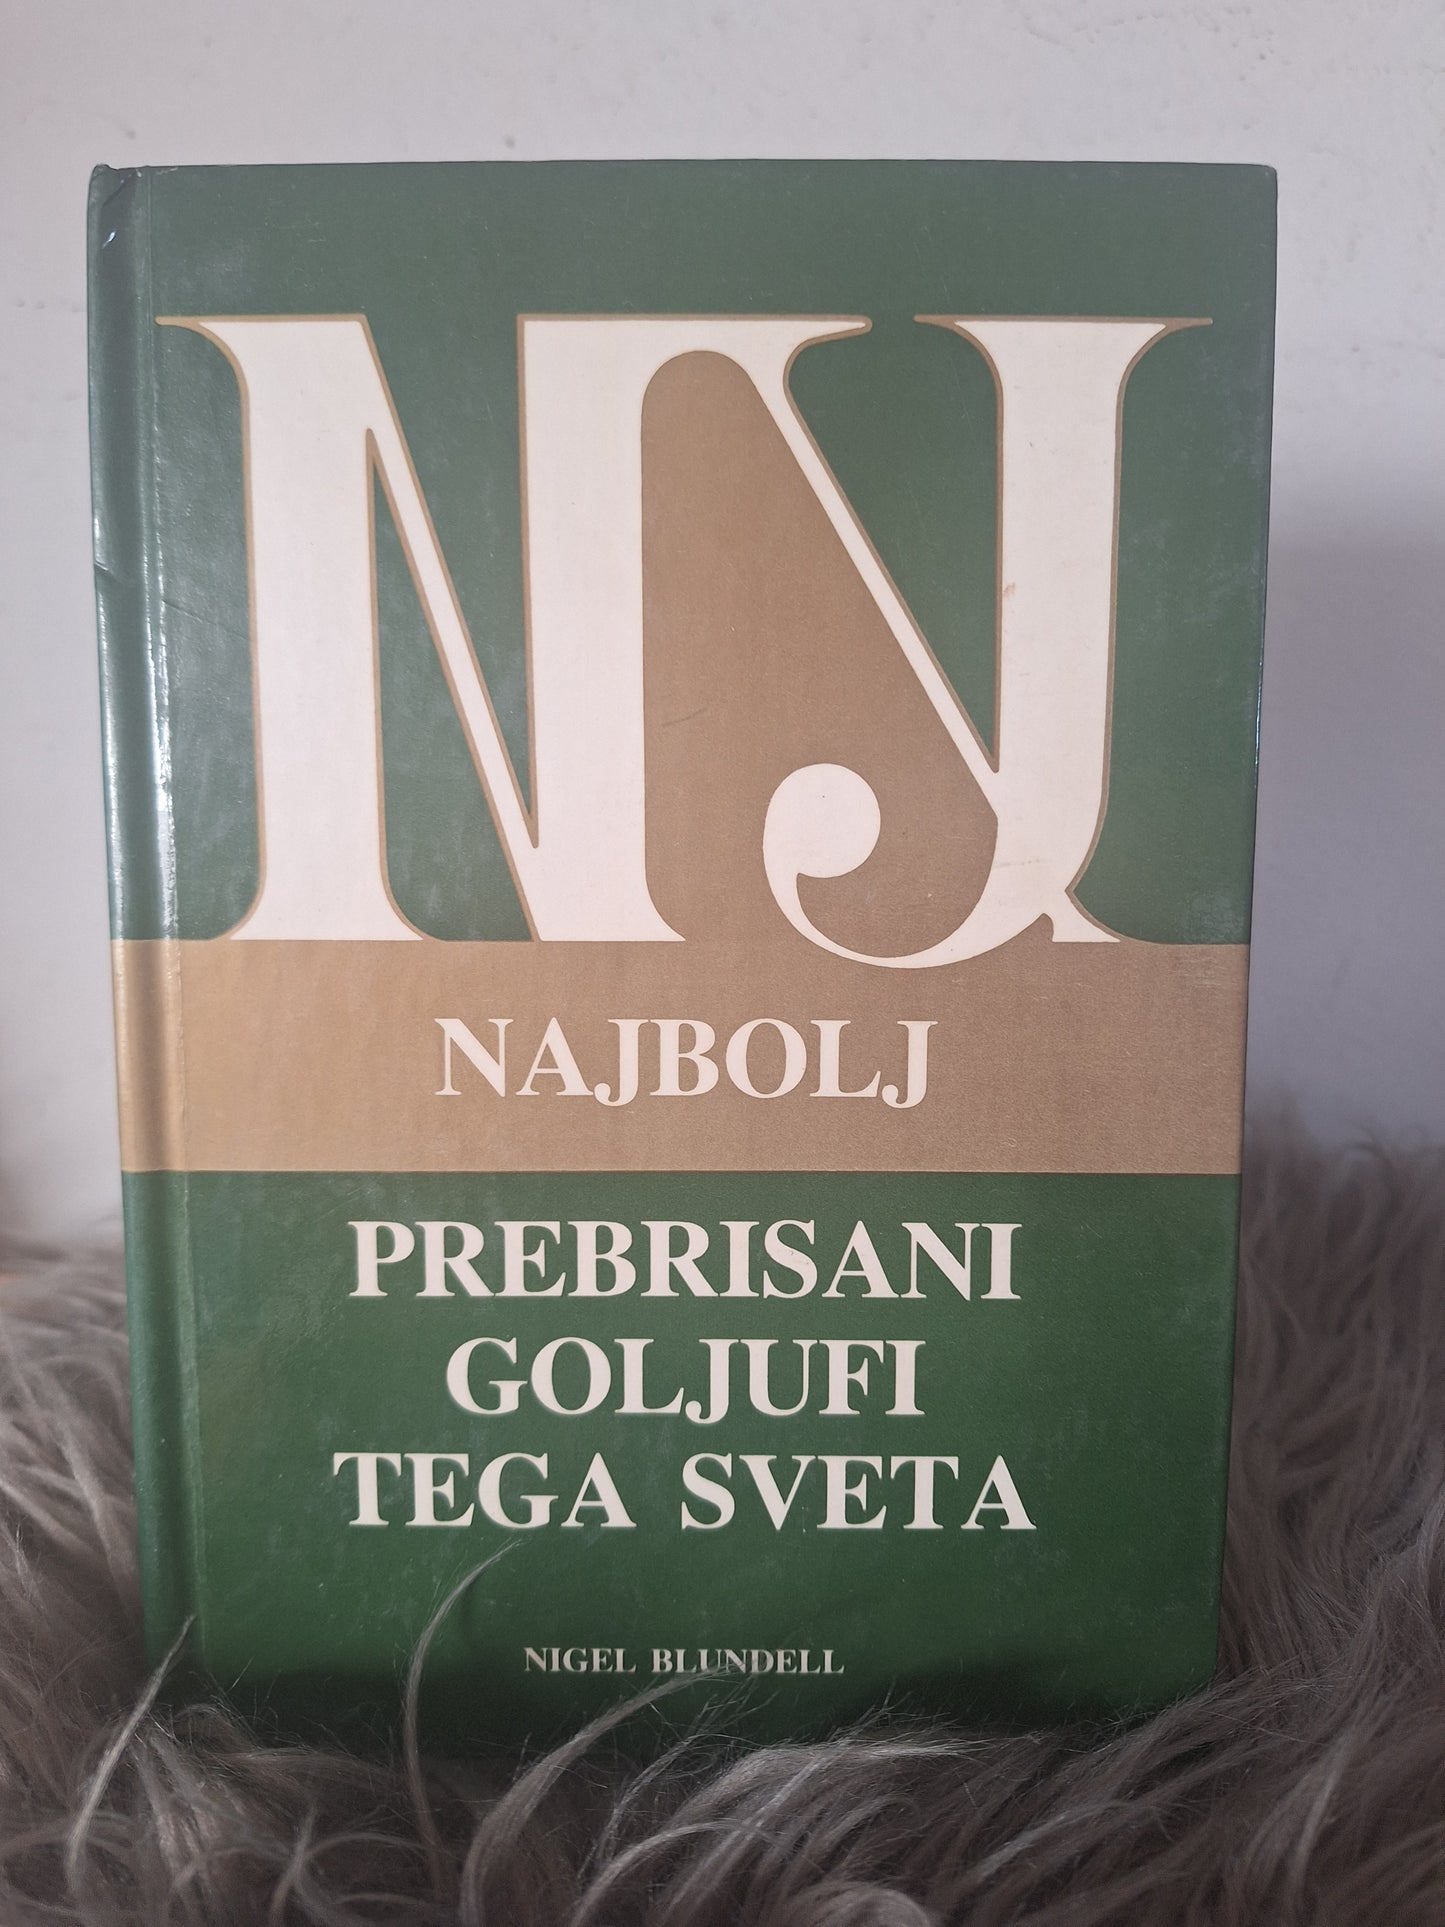 NJ
NAJBOLJ
PREBRISANI
GOLJUFI
TEGA SVETA
NIGEL BLUNDELL